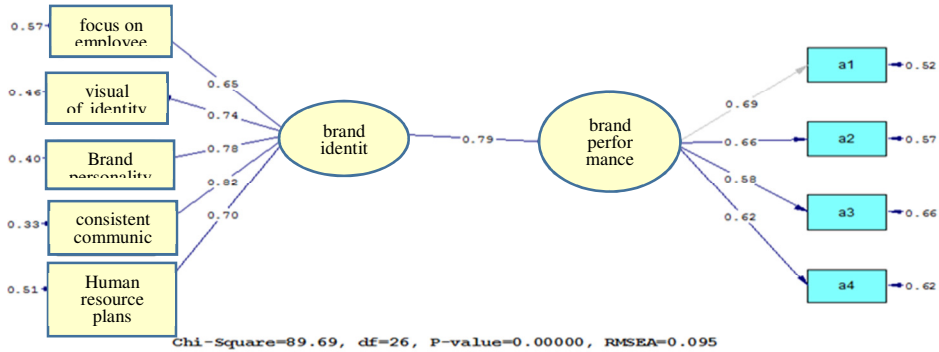 0.57
focus on
employee
0.46
visual
of identity
0.40
Brand
personality
0.33
consistent
communic
0.51
Human
resource
plans
0.65
0.74
0.78
0.82
0.70
brand
identit
0.79
brand
perfor
mance
0.69
0.66
0.58
0.62
a1
0.52
a2
0.57
a3
0.66
a4
0.62
Chi-Square=89.69, df=26, P-value=0.00000, RMSEA=0.095